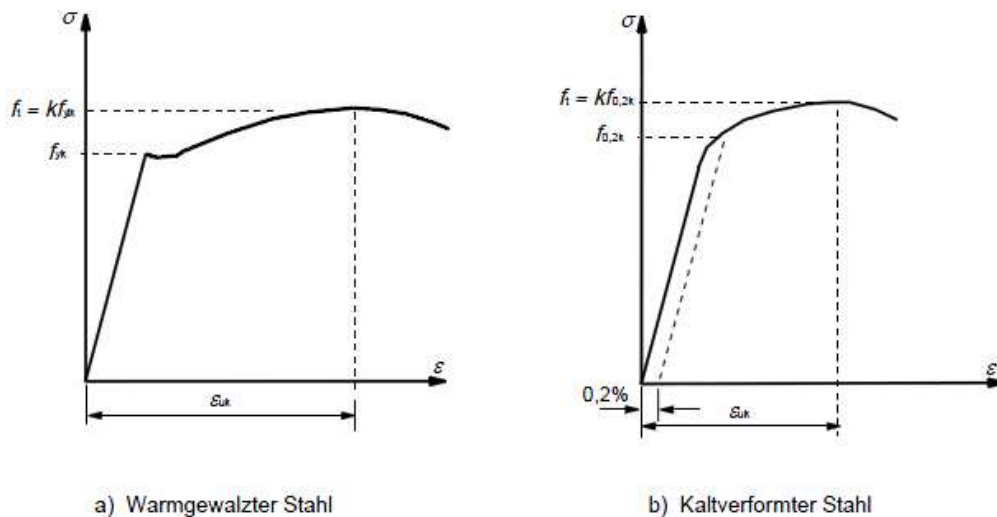 σ
f_t = kf_yk
f_yk
ε
ε_uk
a) Warmgewalzter Stahl
σ
f_t = kf_0,2k
f_0,2k
ε
0,2%
ε_uk
b) Kaltverformter Stahl